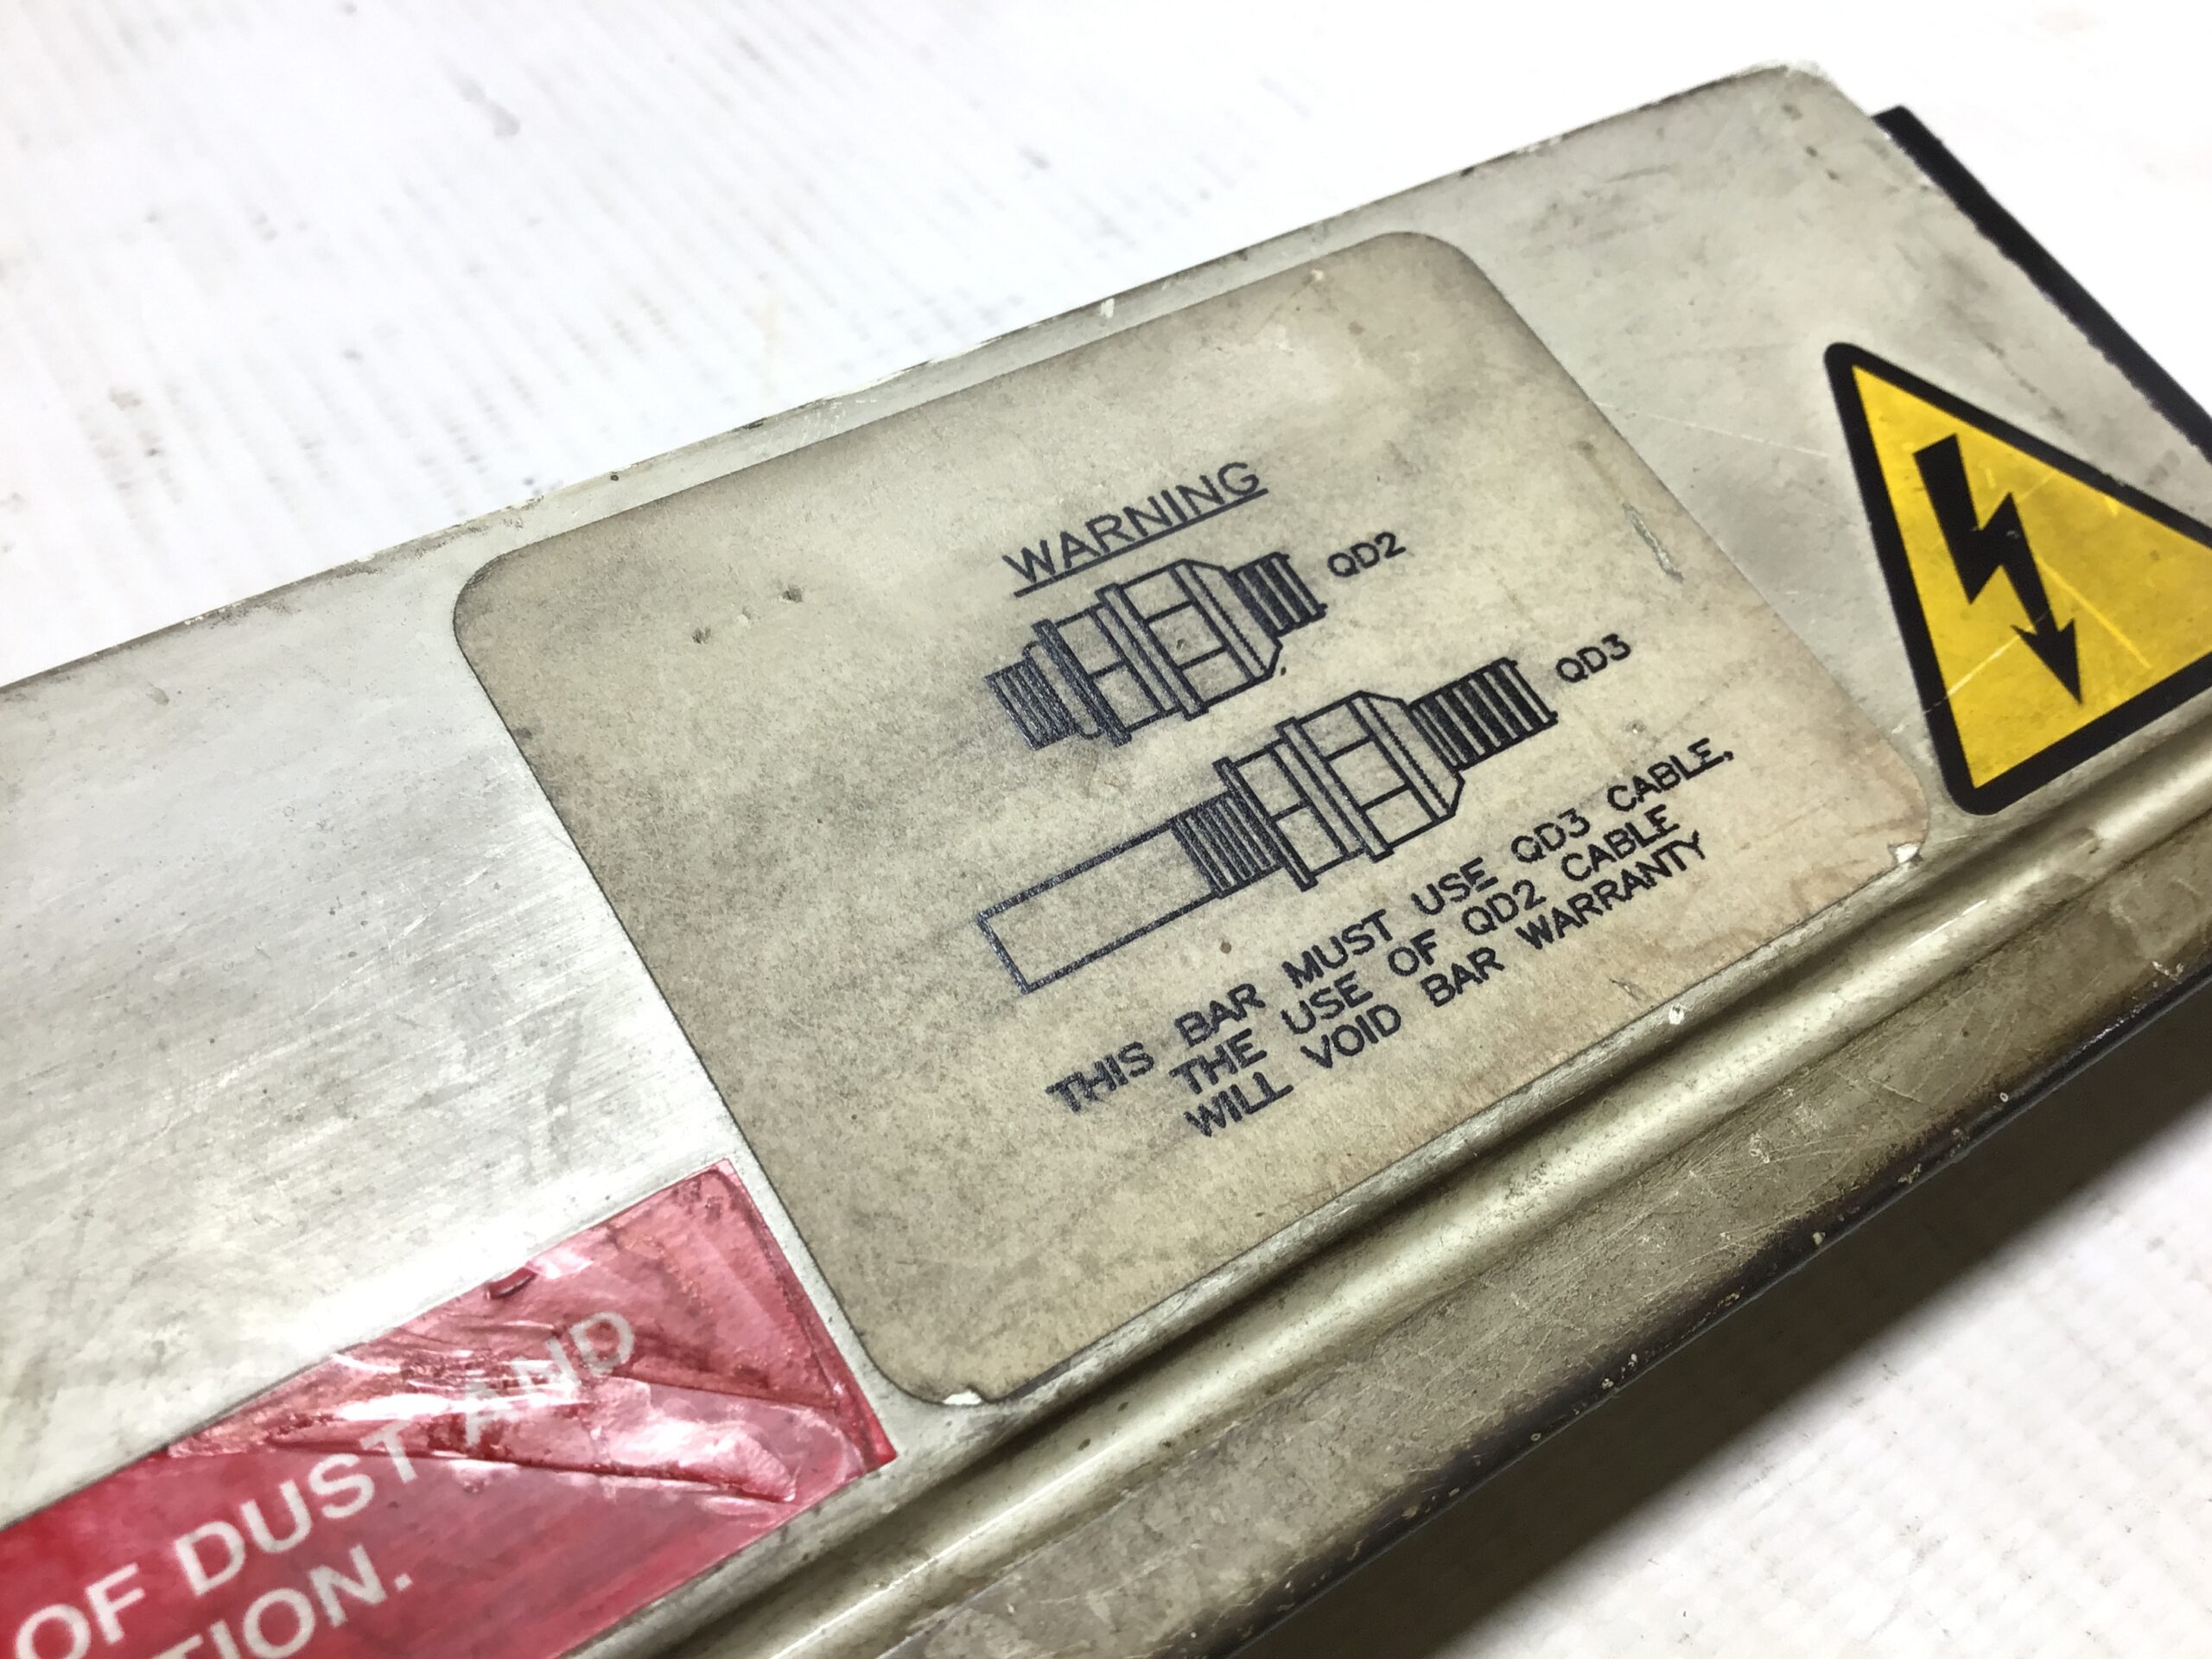 WARNING
QD2
QD3
THIS BAR MUST USE QD3 CABLE,
THE USE OF QD2 CABLE
WILL VOID BAR WARRANTY
OF DUST AND
TION.